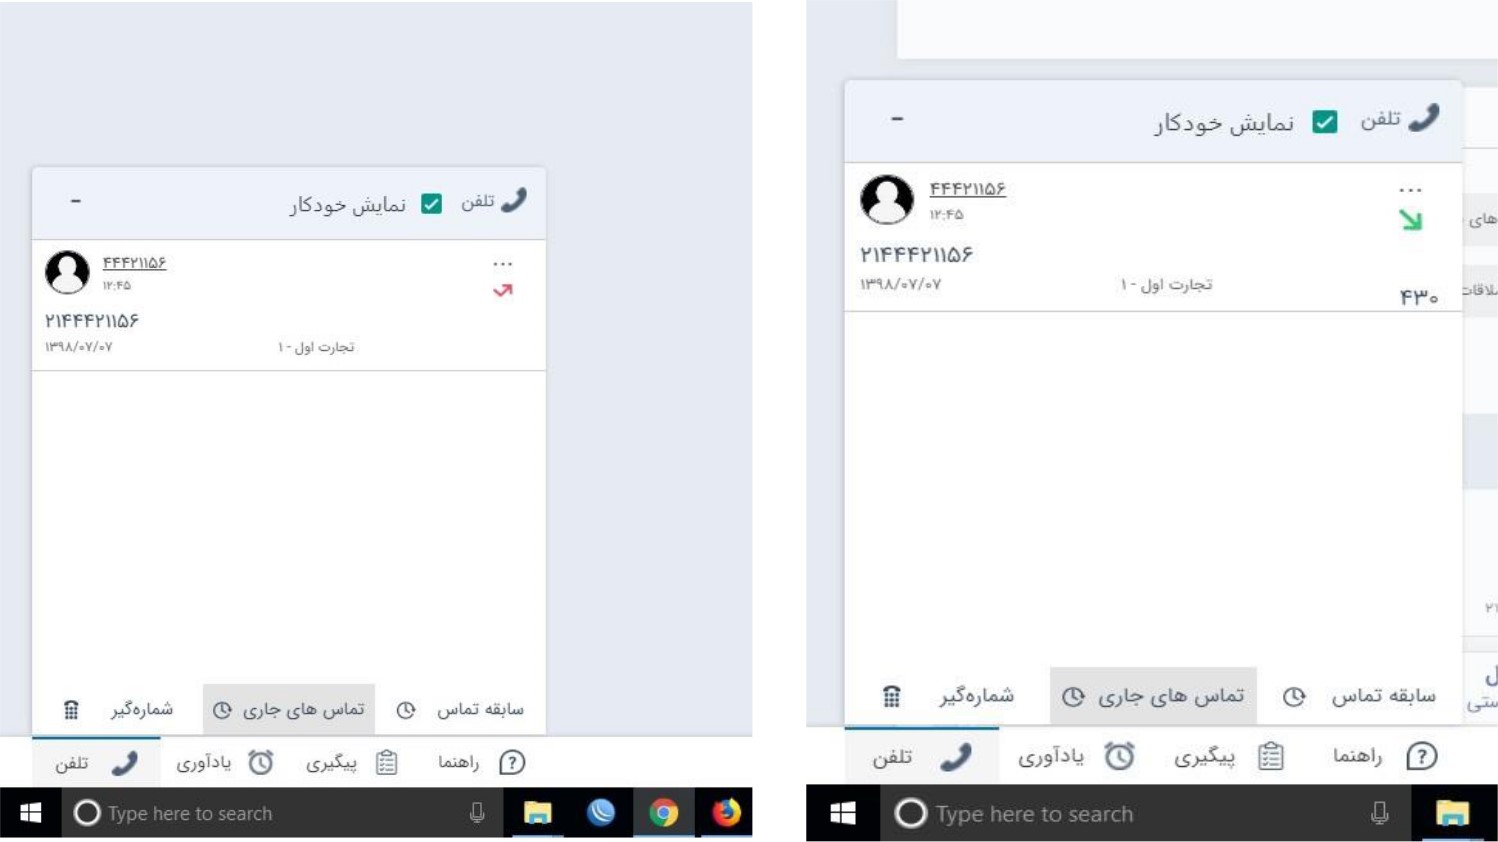 تلفن نمایش خودکار -
۴۴۴۲۱۱۵۶ ...
۱۲:۴۵
۲۱۴۴۴۲۱۱۵۶
۱۳۹۸/۰۷/۰۷ تجارت اول - ۱
سابقه تماس تماس های جاری شماره‌گیر
راهنما پیگیری یادآوری تلفن
Type here to search
تلفن نمایش خودکار -
۴۴۴۲۱۱۵۶ ...
۱۲:۴۵
۲۱۴۴۴۲۱۱۵۶
۱۳۹۸/۰۷/۰۷ تجارت اول - ۱ ۴۳۰
های
ملاقات
سابقه تماس تماس های جاری شماره‌گیر
راهنما پیگیری یادآوری تلفن
Type here to search